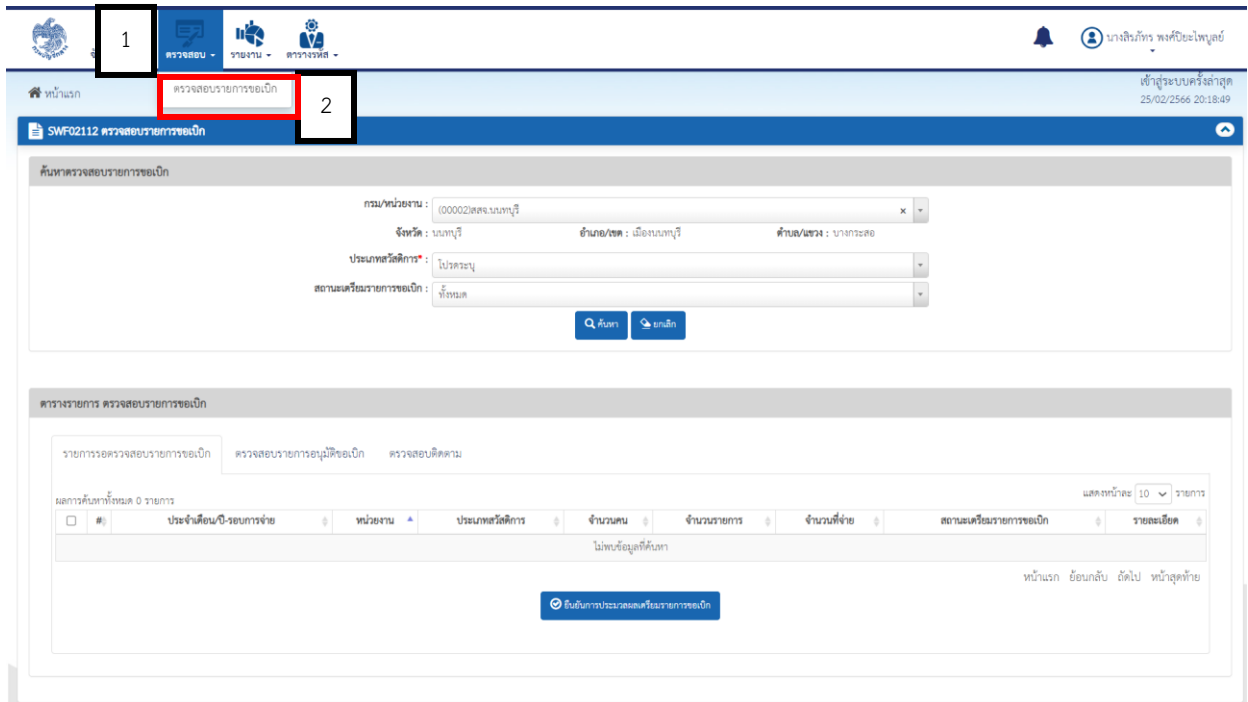 1
ตรวจสอบ
รายงาน
ตารางรหัส
นางสิรภัทร พงศ์ปิยะไพบูลย์
หน้าแรก
ตรวจสอบรายการขอเบิก
2
เข้าสู่ระบบครั้งล่าสุด
25/02/2566 20:18:49
SWF02112 ตรวจสอบรายการขอเบิก
ค้นหาตรวจสอบรายการขอเบิก
กรม/หน่วยงาน : (00002)สสจ.นนทบุรี x
จังหวัด : นนทบุรี อำเภอ/เขต : เมืองนนทบุรี ตำบล/แขวง : บางกระสอ
ประเภทสวัสดิการ* : โปรดระบุ
สถานะเตรียมรายการขอเบิก : ทั้งหมด
ค้นหา ยกเลิก
ตารางรายการ ตรวจสอบรายการขอเบิก
รายการรอตรวจสอบรายการขอเบิก ตรวจสอบรายการอนุมัติขอเบิก ตรวจสอบติดตาม
ผลการค้นหาทั้งหมด 0 รายการ แสดงหน้าละ 10 รายการ
# ประจำเดือน/ปี-รอบการจ่าย หน่วยงาน ประเภทสวัสดิการ จำนวนคน จำนวนรายการ จำนวนที่จ่าย สถานะเตรียมรายการขอเบิก รายละเอียด
ไม่พบข้อมูลที่ค้นหา
หน้าแรก ย้อนกลับ ถัดไป หน้าสุดท้าย
ยืนยันการประมวลผลเตรียมรายการขอเบิก